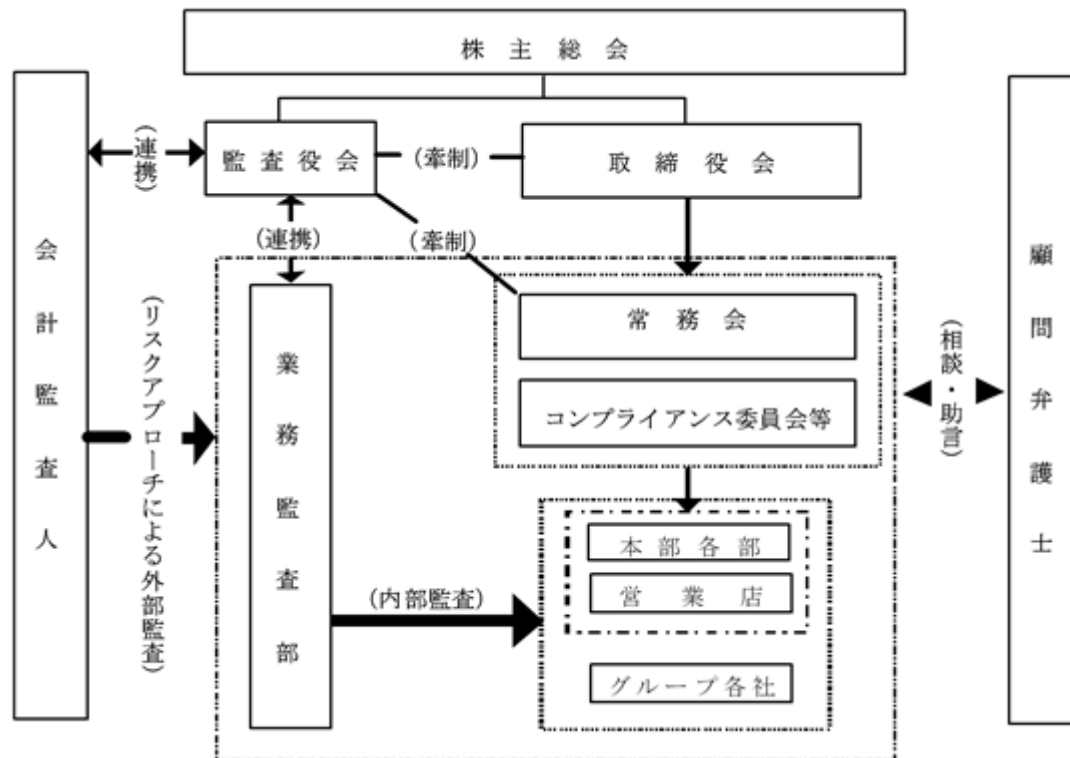 株主総会
監査役会
(牽制)
取締役会
(連携)
(連携)
(牽制)
会計監査人
(リスクアプローチによる外部監査)
業務監査部
常務会
コンプライアンス委員会等
(相談・助言)
顧問弁護士
本部各部
営業店
(内部監査)
グループ各社